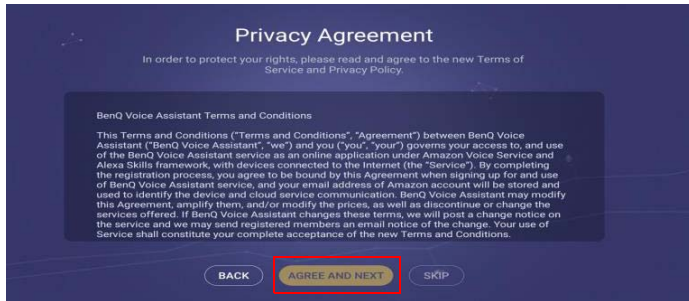 Privacy Agreement
In order to protect your rights, please read and agree to the new Terms of
Service and Privacy Policy.
BenQ Voice Assistant Terms and Conditions
This Terms and Conditions ("Terms and Conditions", "Agreement") between BenQ Voice
Assistant ("BenQ Voice Assistant", "we") and you ("you", "your") governs your access to, and use
of the BenQ Voice Assistant service as an online application under Amazon Voice Service and
Alexa Skills framework, with devices connected to the Internet (the "Service"). By completing
the registration process, you agree to be bound by this Agreement when signing up for and use
of BenQ Voice Assistant service, and your email address of Amazon account will be stored and
used to identify the device and cloud service communication. BenQ Voice Assistant may modify
this Agreement, amplify them, and/or modify the prices, as well as discontinue or change the
services offered. If BenQ Voice Assistant changes these terms, we will post a change notice on
the service and we may send registered members an email notice of the change. Your use of
Service shall constitute your complete acceptance of the new Terms and Conditions.
BACK AGREE AND NEXT SKIP